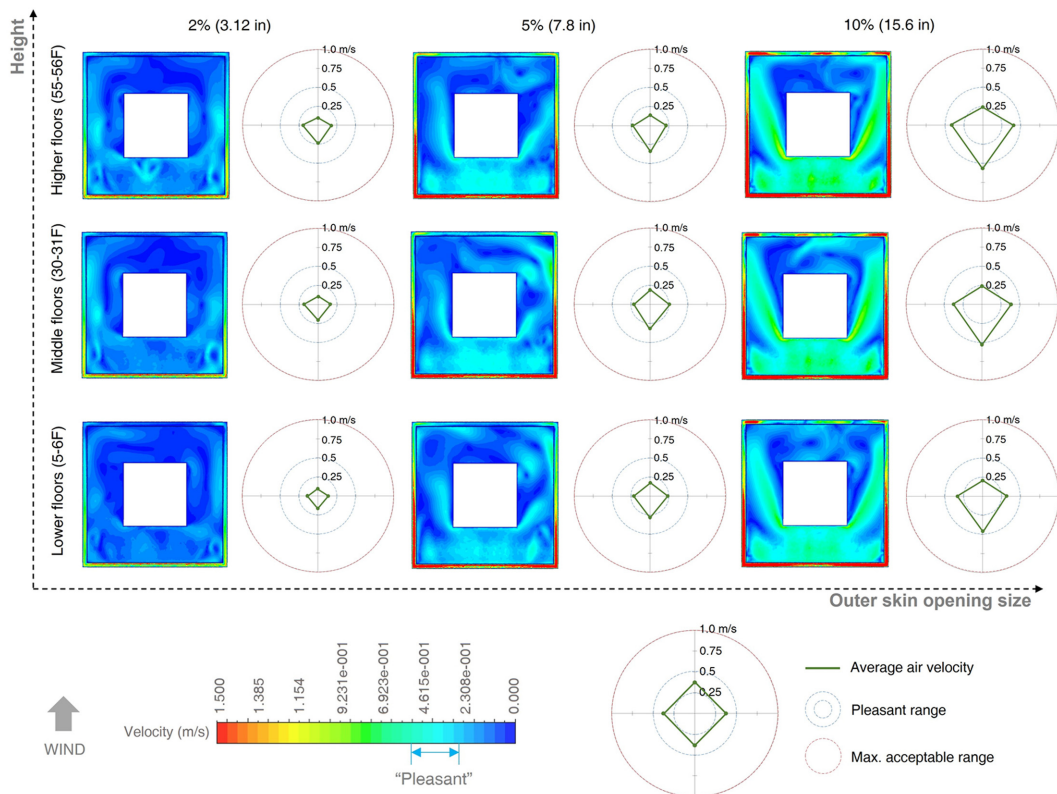 Height
2% (3.12 in)
5% (7.8 in)
10% (15.6 in)
Higher floors (55-56F)
1.0 m/s
0.75
0.5
0.25
1.0 m/s
0.75
0.5
0.25
1.0 m/s
0.75
0.5
0.25
Middle floors (30-31F)
1.0 m/s
0.75
0.5
0.25
1.0 m/s
0.75
0.5
0.25
1.0 m/s
0.75
0.5
0.25
Lower floors (5-6F)
1.0 m/s
0.75
0.5
0.25
1.0 m/s
0.75
0.5
0.25
1.0 m/s
0.75
0.5
0.25
Outer skin opening size
WIND
1.500
1.385
1.154
9.231e-001
6.923e-001
4.615e-001
2.308e-001
0.000
Velocity (m/s)
“Pleasant”
1.0 m/s
0.75
0.5
0.25
Average air velocity
Pleasant range
Max. acceptable range